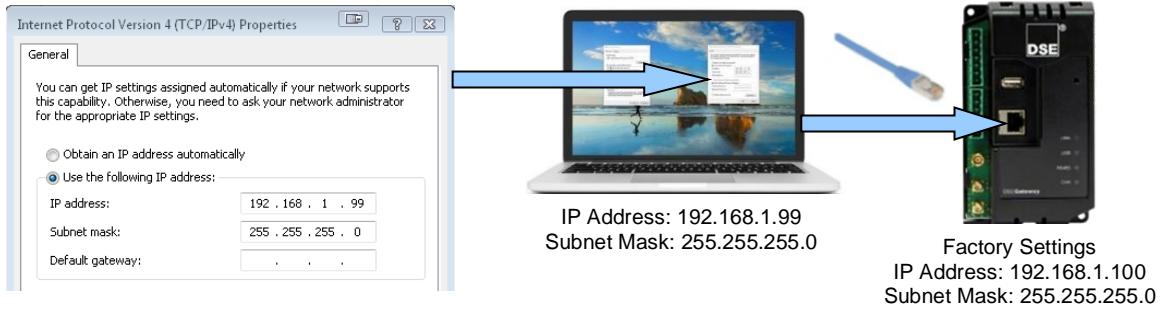 Internet Protocol Version 4 (TCP/IPv4) Properties
General
You can get IP settings assigned automatically if your network supports
this capability. Otherwise, you need to ask your network administrator
for the appropriate IP settings.
Obtain an IP address automatically
Use the following IP address:
IP address:
192 . 168 . 1 . 99
Subnet mask:
255 . 255 . 255 . 0
Default gateway:
. . .
IP Address: 192.168.1.99
Subnet Mask: 255.255.255.0
DSE
Factory Settings
IP Address: 192.168.1.100
Subnet Mask: 255.255.255.0